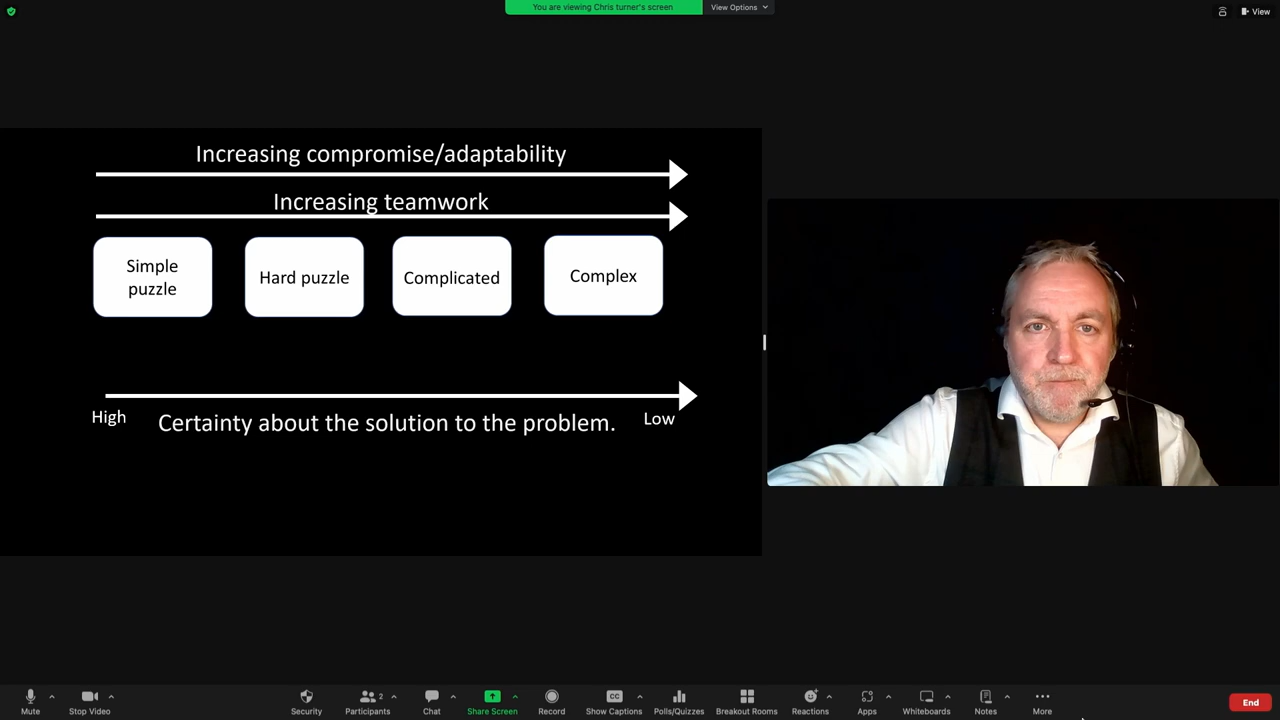 You are viewing Chris turner's screen
View Options
View
Increasing compromise/adaptability
Increasing teamwork
Simple
puzzle
Hard puzzle
Complicated
Complex
High
Certainty about the solution to the problem.
Low
Mute
Stop Video
Security
Participants
2
Chat
Share Screen
Record
CC
Show Captions
Polls/Quizzes
Breakout Rooms
Reactions
Apps
Whiteboards
Notes
More
End